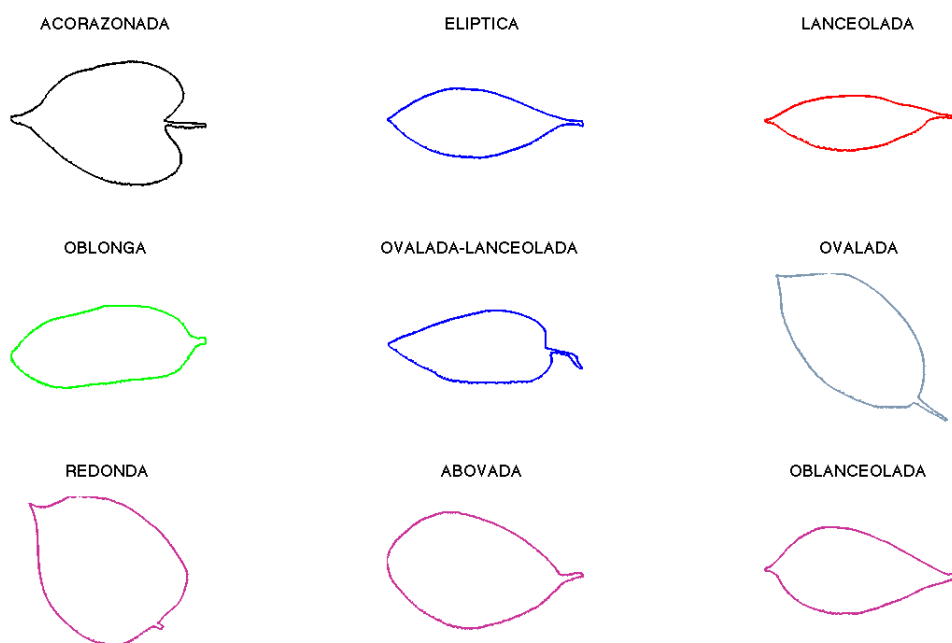 ACORAZONADA
ELIPTICA
LANCEOLADA
OBLONGA
OVALADA-LANCEOLADA
OVALADA
REDONDA
ABOVADA
OBLANCEOLADA